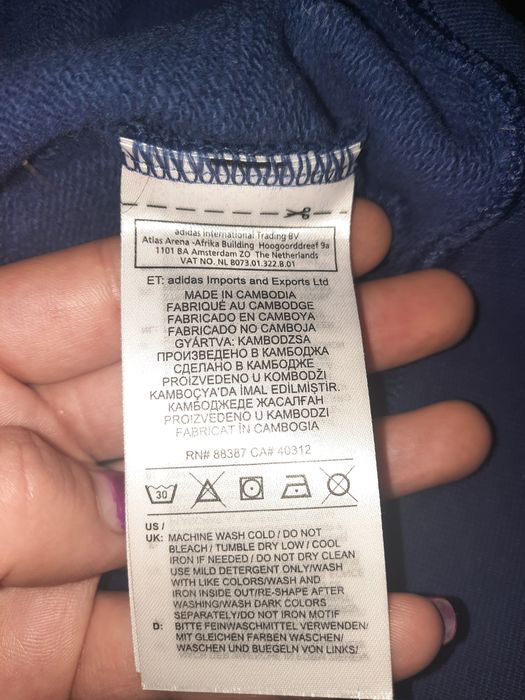 adidas International Trading BV
Atlas Arena -Afrika Building Hoogoorddreef 9a
1101 BA Amsterdam ZO The Netherlands
VAT NO. NL 8073.01.322.B.01
ET: adidas Imports and Exports Ltd
MADE IN CAMBODIA
FABRIQUÉ AU CAMBODGE
FABRICADO EN CAMBOYA
FABRICADO NO CAMBOJA
GYÁRTVA: KAMBODZSA
ПРОИЗВЕДЕНО В КАМБОДЖА
СДЕЛАНО В КАМБОДЖЕ
PROIZVEDENO U KOMBODŽI
KAMBOÇYA'DA İMAL EDİLMİŞTİR.
КАМБОДЖЕДЕ ЖАСАЛҒАН
PROIZVEDENO U KAMBODZI
FABRICAT ÎN CAMBOGIA
RN# 88387 CA# 40312
30
US /
UK: MACHINE WASH COLD / DO NOT
BLEACH / TUMBLE DRY LOW / COOL
IRON IF NEEDED / DO NOT DRY CLEAN
USE MILD DETERGENT ONLY/WASH
WITH LIKE COLORS/WASH AND
IRON INSIDE OUT/RE-SHAPE AFTER
WASHING/WASH DARK COLORS
SEPARATELY/DO NOT IRON MOTIF
D: BITTE FEINWASCHMITTEL VERWENDEN/
MIT GLEICHEN FARBEN WASCHEN/
WASCHEN UND BUEGELN VON LINKS/